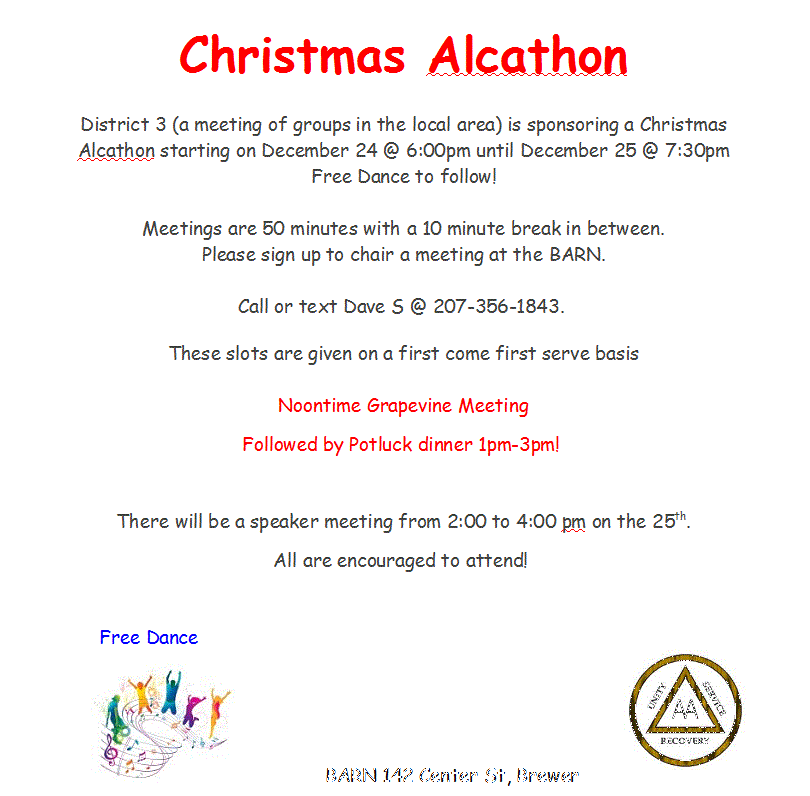 Christmas Alcathon
District 3 (a meeting of groups in the local area) is sponsoring a Christmas
Alcathon starting on December 24 @ 6:00pm until December 25 @ 7:30pm
Free Dance to follow!
Meetings are 50 minutes with a 10 minute break in between.
Please sign up to chair a meeting at the BARN.
Call or text Dave S @ 207-356-1843.
These slots are given on a first come first serve basis
Noontime Grapevine Meeting
Followed by Potluck dinner 1pm-3pm!
There will be a speaker meeting from 2:00 to 4:00 pm on the 25th.
All are encouraged to attend!
Free Dance
UNITY
SERVICE
AA
RECOVERY
BARN 142 Center St, Brewer